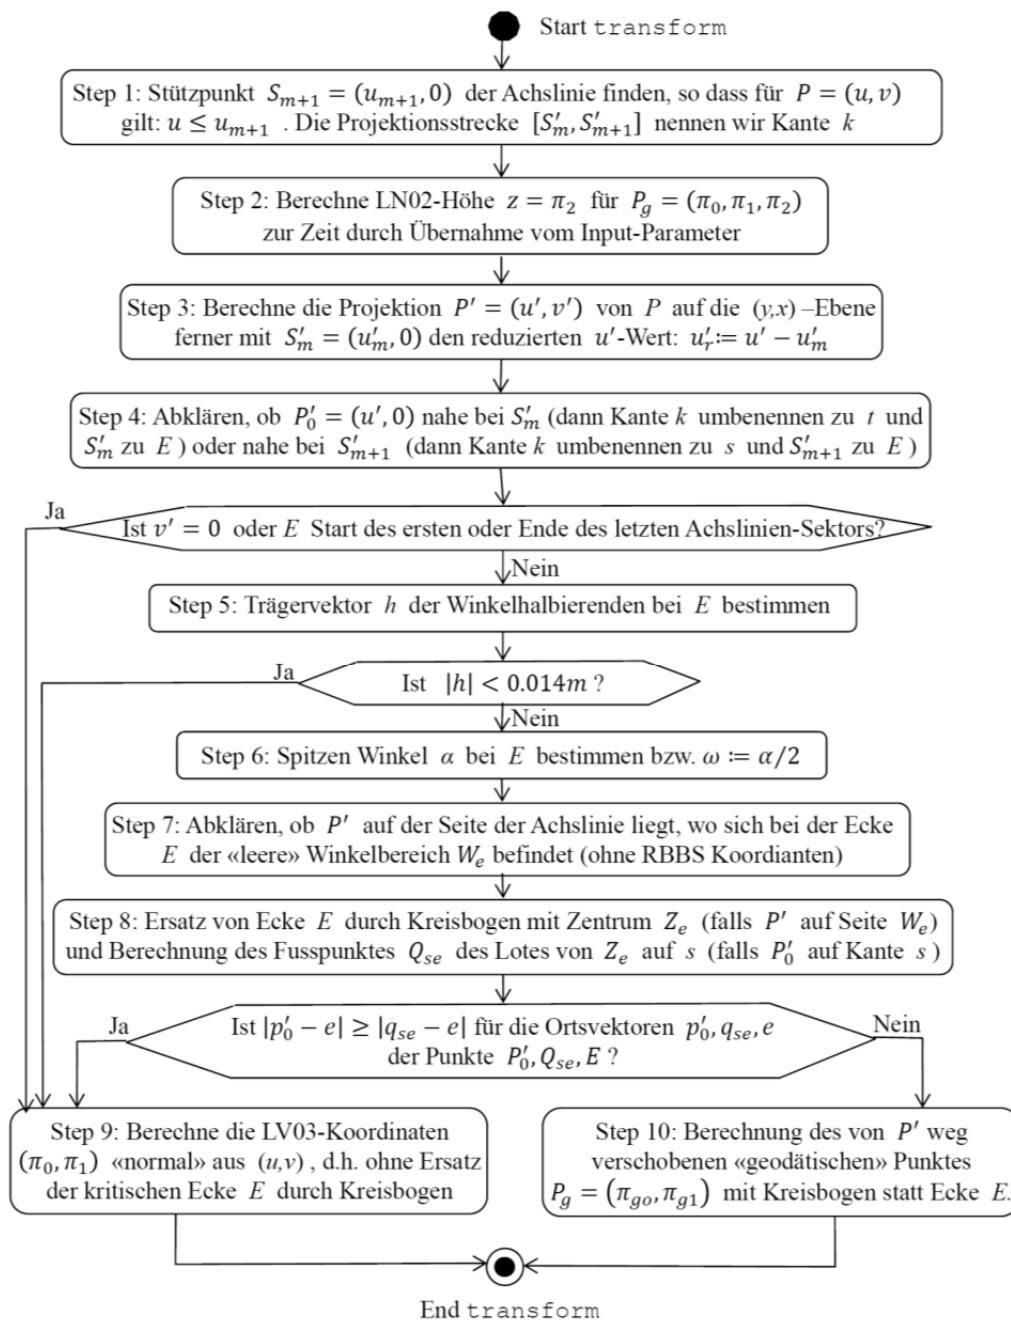 Start transform
Step 1: Stützpunkt S_{m+1} = (u_{m+1}, 0) der Achslinie finden, so dass für P = (u, v)
gilt: u ≤ u_{m+1} . Die Projektionsstrecke [S'_m, S'_{m+1}] nennen wir Kante k
Step 2: Berechne LN02-Höhe z = π_2 für P_g = (π_0, π_1, π_2)
zur Zeit durch Übernahme vom Input-Parameter
Step 3: Berechne die Projektion P' = (u', v') von P auf die (y,x) –Ebene
ferner mit S'_m = (u'_m, 0) den reduzierten u'-Wert: u'_r := u' − u'_m
Step 4: Abklären, ob P'_0 = (u', 0) nahe bei S'_m (dann Kante k umbenennen zu t und
S'_m zu E ) oder nahe bei S'_{m+1} (dann Kante k umbenennen zu s und S'_{m+1} zu E )
Ja
Ist v' = 0 oder E Start des ersten oder Ende des letzten Achslinien-Sektors?
Nein
Step 5: Trägervektor h der Winkelhalbierenden bei E bestimmen
Ja
Ist |h| < 0.014m ?
Nein
Step 6: Spitzen Winkel α bei E bestimmen bzw. ω := α/2
Step 7: Abklären, ob P' auf der Seite der Achslinie liegt, wo sich bei der Ecke
E der «leere» Winkelbereich W_e befindet (ohne RBBS Koordianten)
Step 8: Ersatz von Ecke E durch Kreisbogen mit Zentrum Z_e (falls P' auf Seite W_e)
und Berechnung des Fusspunktes Q_{se} des Lotes von Z_e auf s (falls P'_0 auf Kante s )
Ja
Ist |p'_0 − e| ≥ |q_{se} − e| für die Ortsvektoren p'_0, q_{se}, e
der Punkte P'_0, Q_{se}, E ?
Nein
Step 9: Berechne die LV03-Koordinaten
(π_0, π_1) «normal» aus (u,v) , d.h. ohne Ersatz
der kritischen Ecke E durch Kreisbogen
Step 10: Berechnung des von P' weg
verschobenen «geodätischen» Punktes
P_g = (π_{go}, π_{g1}) mit Kreisbogen statt Ecke E.
End transform